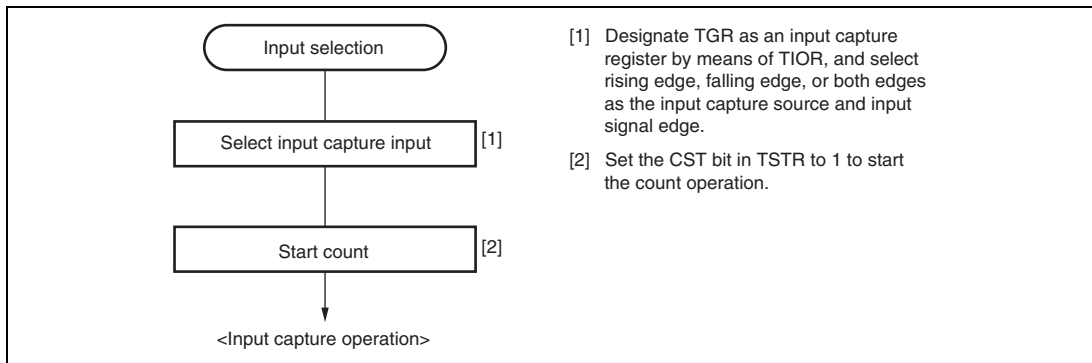 Input selection
Select input capture input
[1]
Start count
[2]
<Input capture operation>
[1] Designate TGR as an input capture
register by means of TIOR, and select
rising edge, falling edge, or both edges
as the input capture source and input
signal edge.
[2] Set the CST bit in TSTR to 1 to start
the count operation.